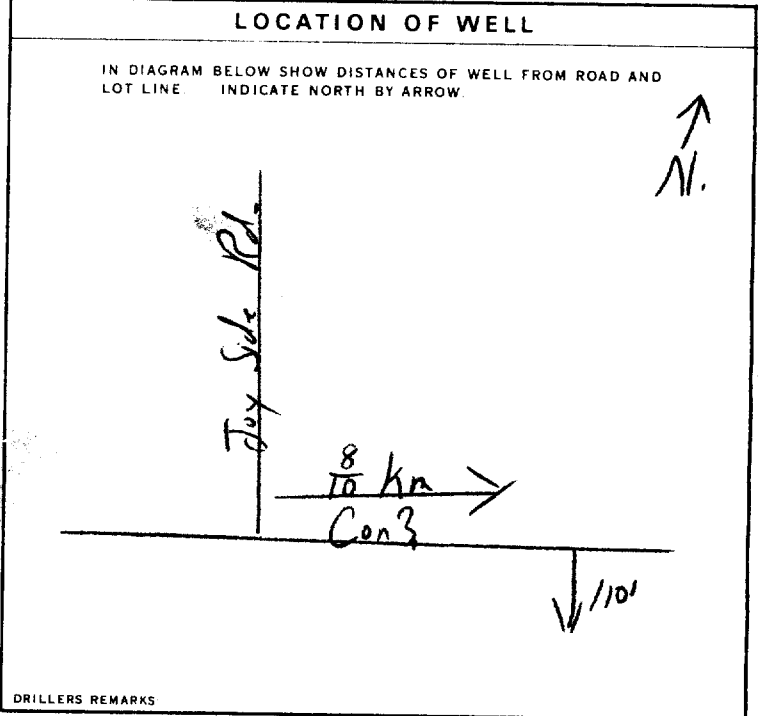 LOCATION OF WELL
IN DIAGRAM BELOW SHOW DISTANCES OF WELL FROM ROAD AND
LOT LINE. INDICATE NORTH BY ARROW.
N.
Joy Side Rd.
8/10 Km
Con 3
110'
DRILLERS REMARKS